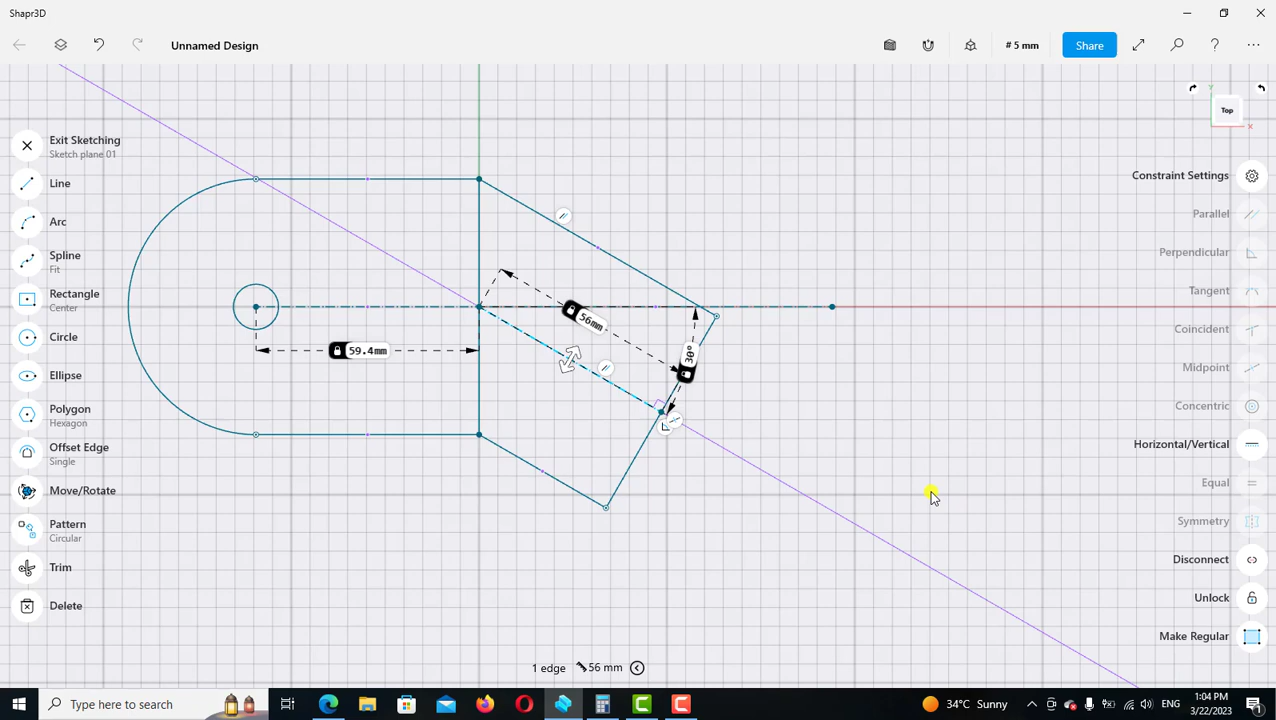 Shapr3D
Unnamed Design
# 5 mm
Share
Top
Y
X
Exit Sketching
Sketch plane 01
Line
Arc
Spline
Fit
Rectangle
Center
Circle
Ellipse
Polygon
Hexagon
Offset Edge
Single
Move/Rotate
Pattern
Circular
Trim
Delete
56mm
30°
59.4mm
Constraint Settings
Parallel
Perpendicular
Tangent
Coincident
Midpoint
Concentric
Horizontal/Vertical
Equal
Symmetry
Disconnect
Unlock
Make Regular
1 edge 56 mm
Type here to search
34°C Sunny
ENG
1:04 PM
3/22/2023